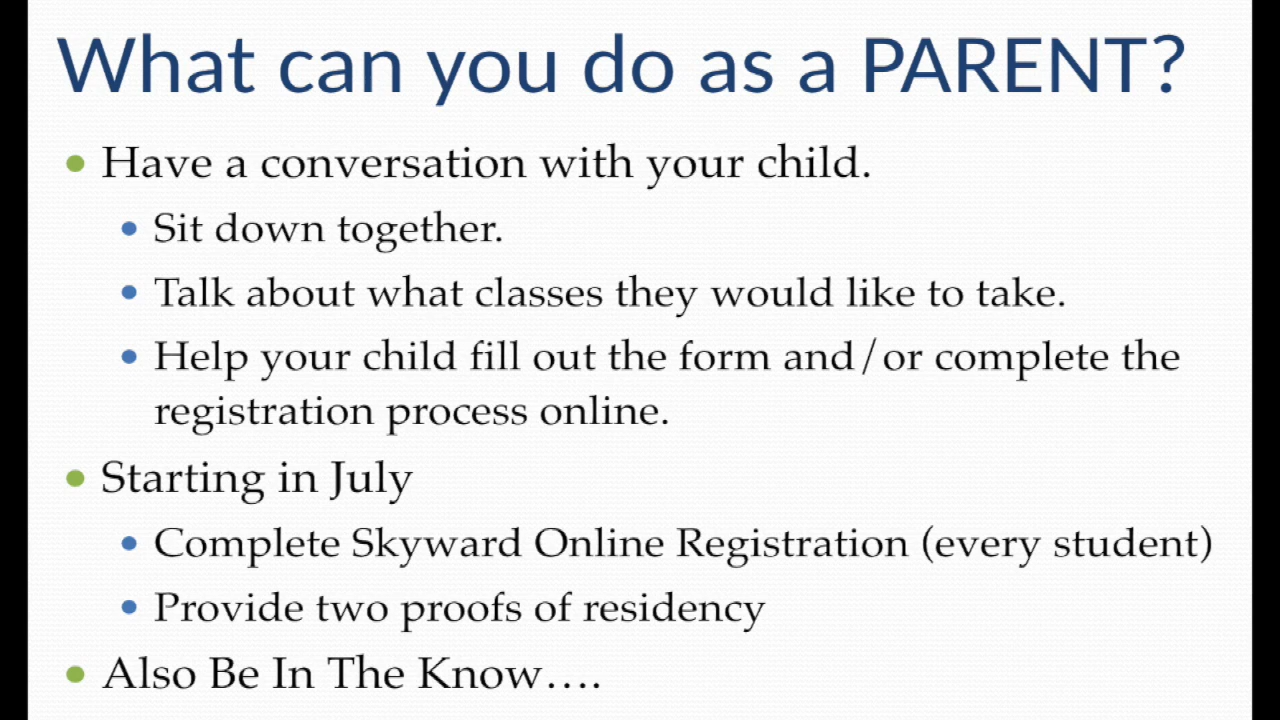 What can you do as a PARENT?
• Have a conversation with your child.
• Sit down together.
• Talk about what classes they would like to take.
• Help your child fill out the form and/or complete the
registration process online.
• Starting in July
• Complete Skyward Online Registration (every student)
• Provide two proofs of residency
• Also Be In The Know….